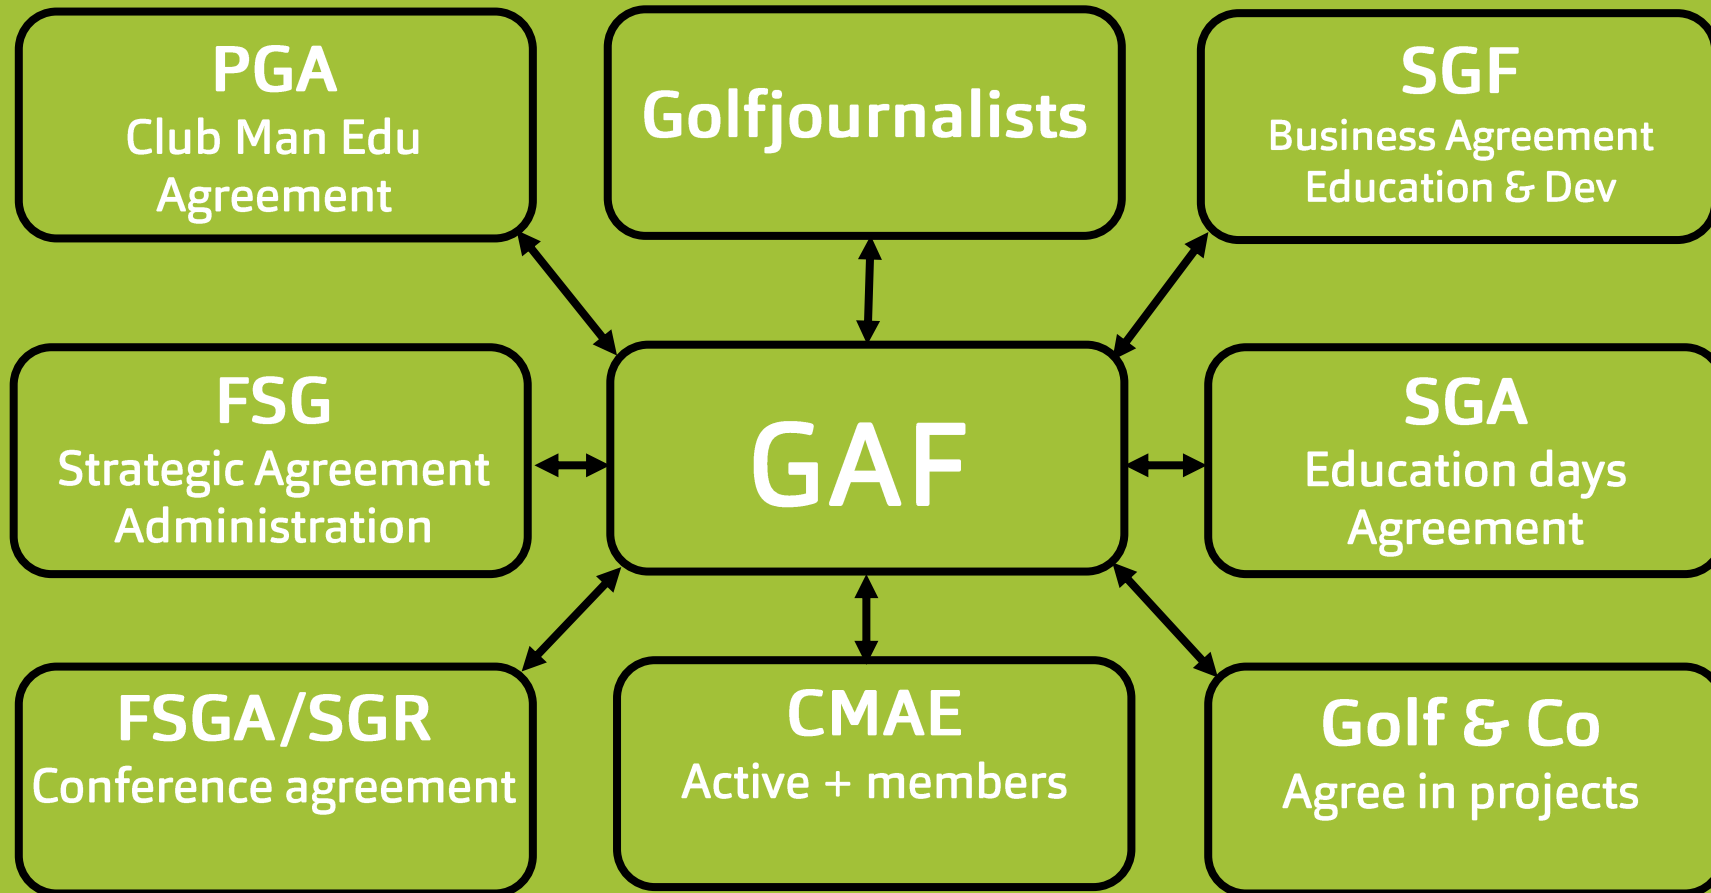 PGA
Club Man Edu
Agreement
Golfjournalists
SGF
Business Agreement
Education & Dev
FSG
Strategic Agreement
Administration
GAF
SGA
Education days
Agreement
FSGA/SGR
Conference agreement
CMAE
Active + members
Golf & Co
Agree in projects